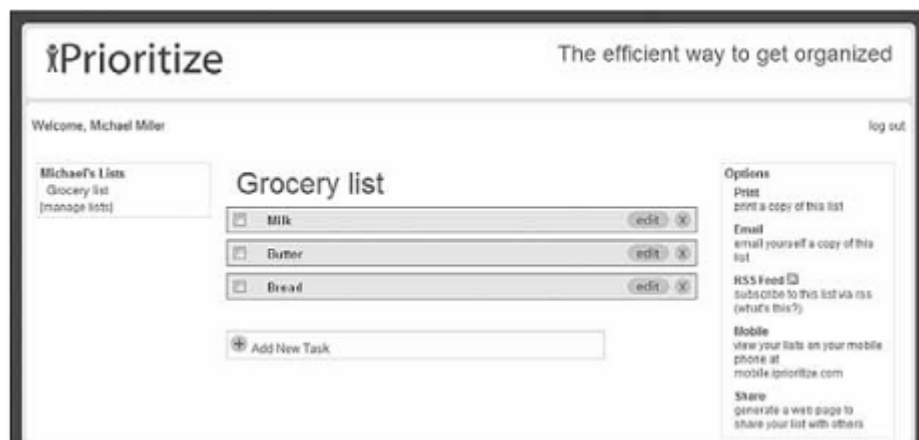 iPrioritize
The efficient way to get organized
Welcome, Michael Miller
log out
Michael's Lists
Grocery list
[manage lists]
Grocery list
Milk
edit X
Butter
edit X
Bread
edit X
Add New Task
Options
Print
print a copy of this list
Email
email yourself a copy of this
list
RSS Feed
subscribe to this list via rss
(what's this?)
Mobile
view your lists on your mobile
phone at
mobile.iprioritize.com
Share
generate a web page to
share your list with others